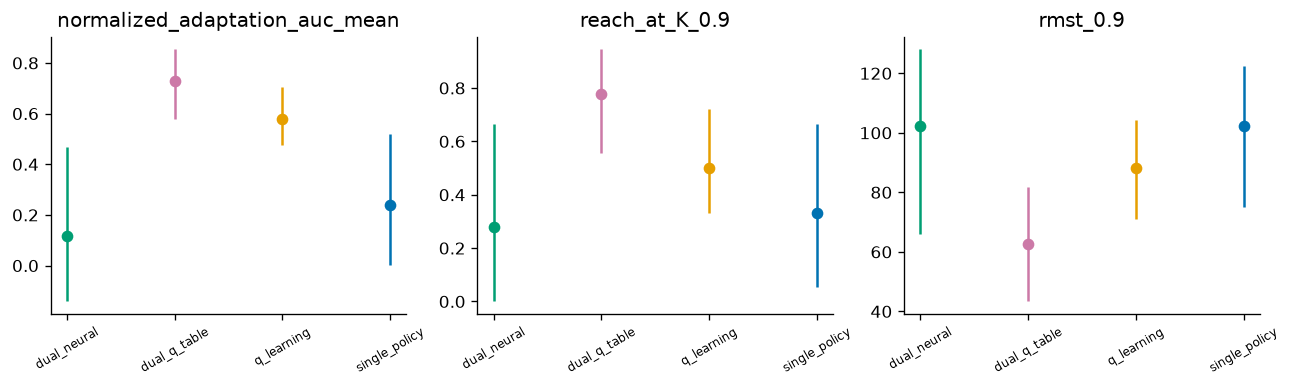 normalized_adaptation_auc_mean
0.8
0.6
0.4
0.2
0.0
dual_neural
dual_q_table
q_learning
single_policy
reach_at_K_0.9
0.8
0.6
0.4
0.2
0.0
dual_neural
dual_q_table
q_learning
single_policy
rmst_0.9
120
100
80
60
40
dual_neural
dual_q_table
q_learning
single_policy